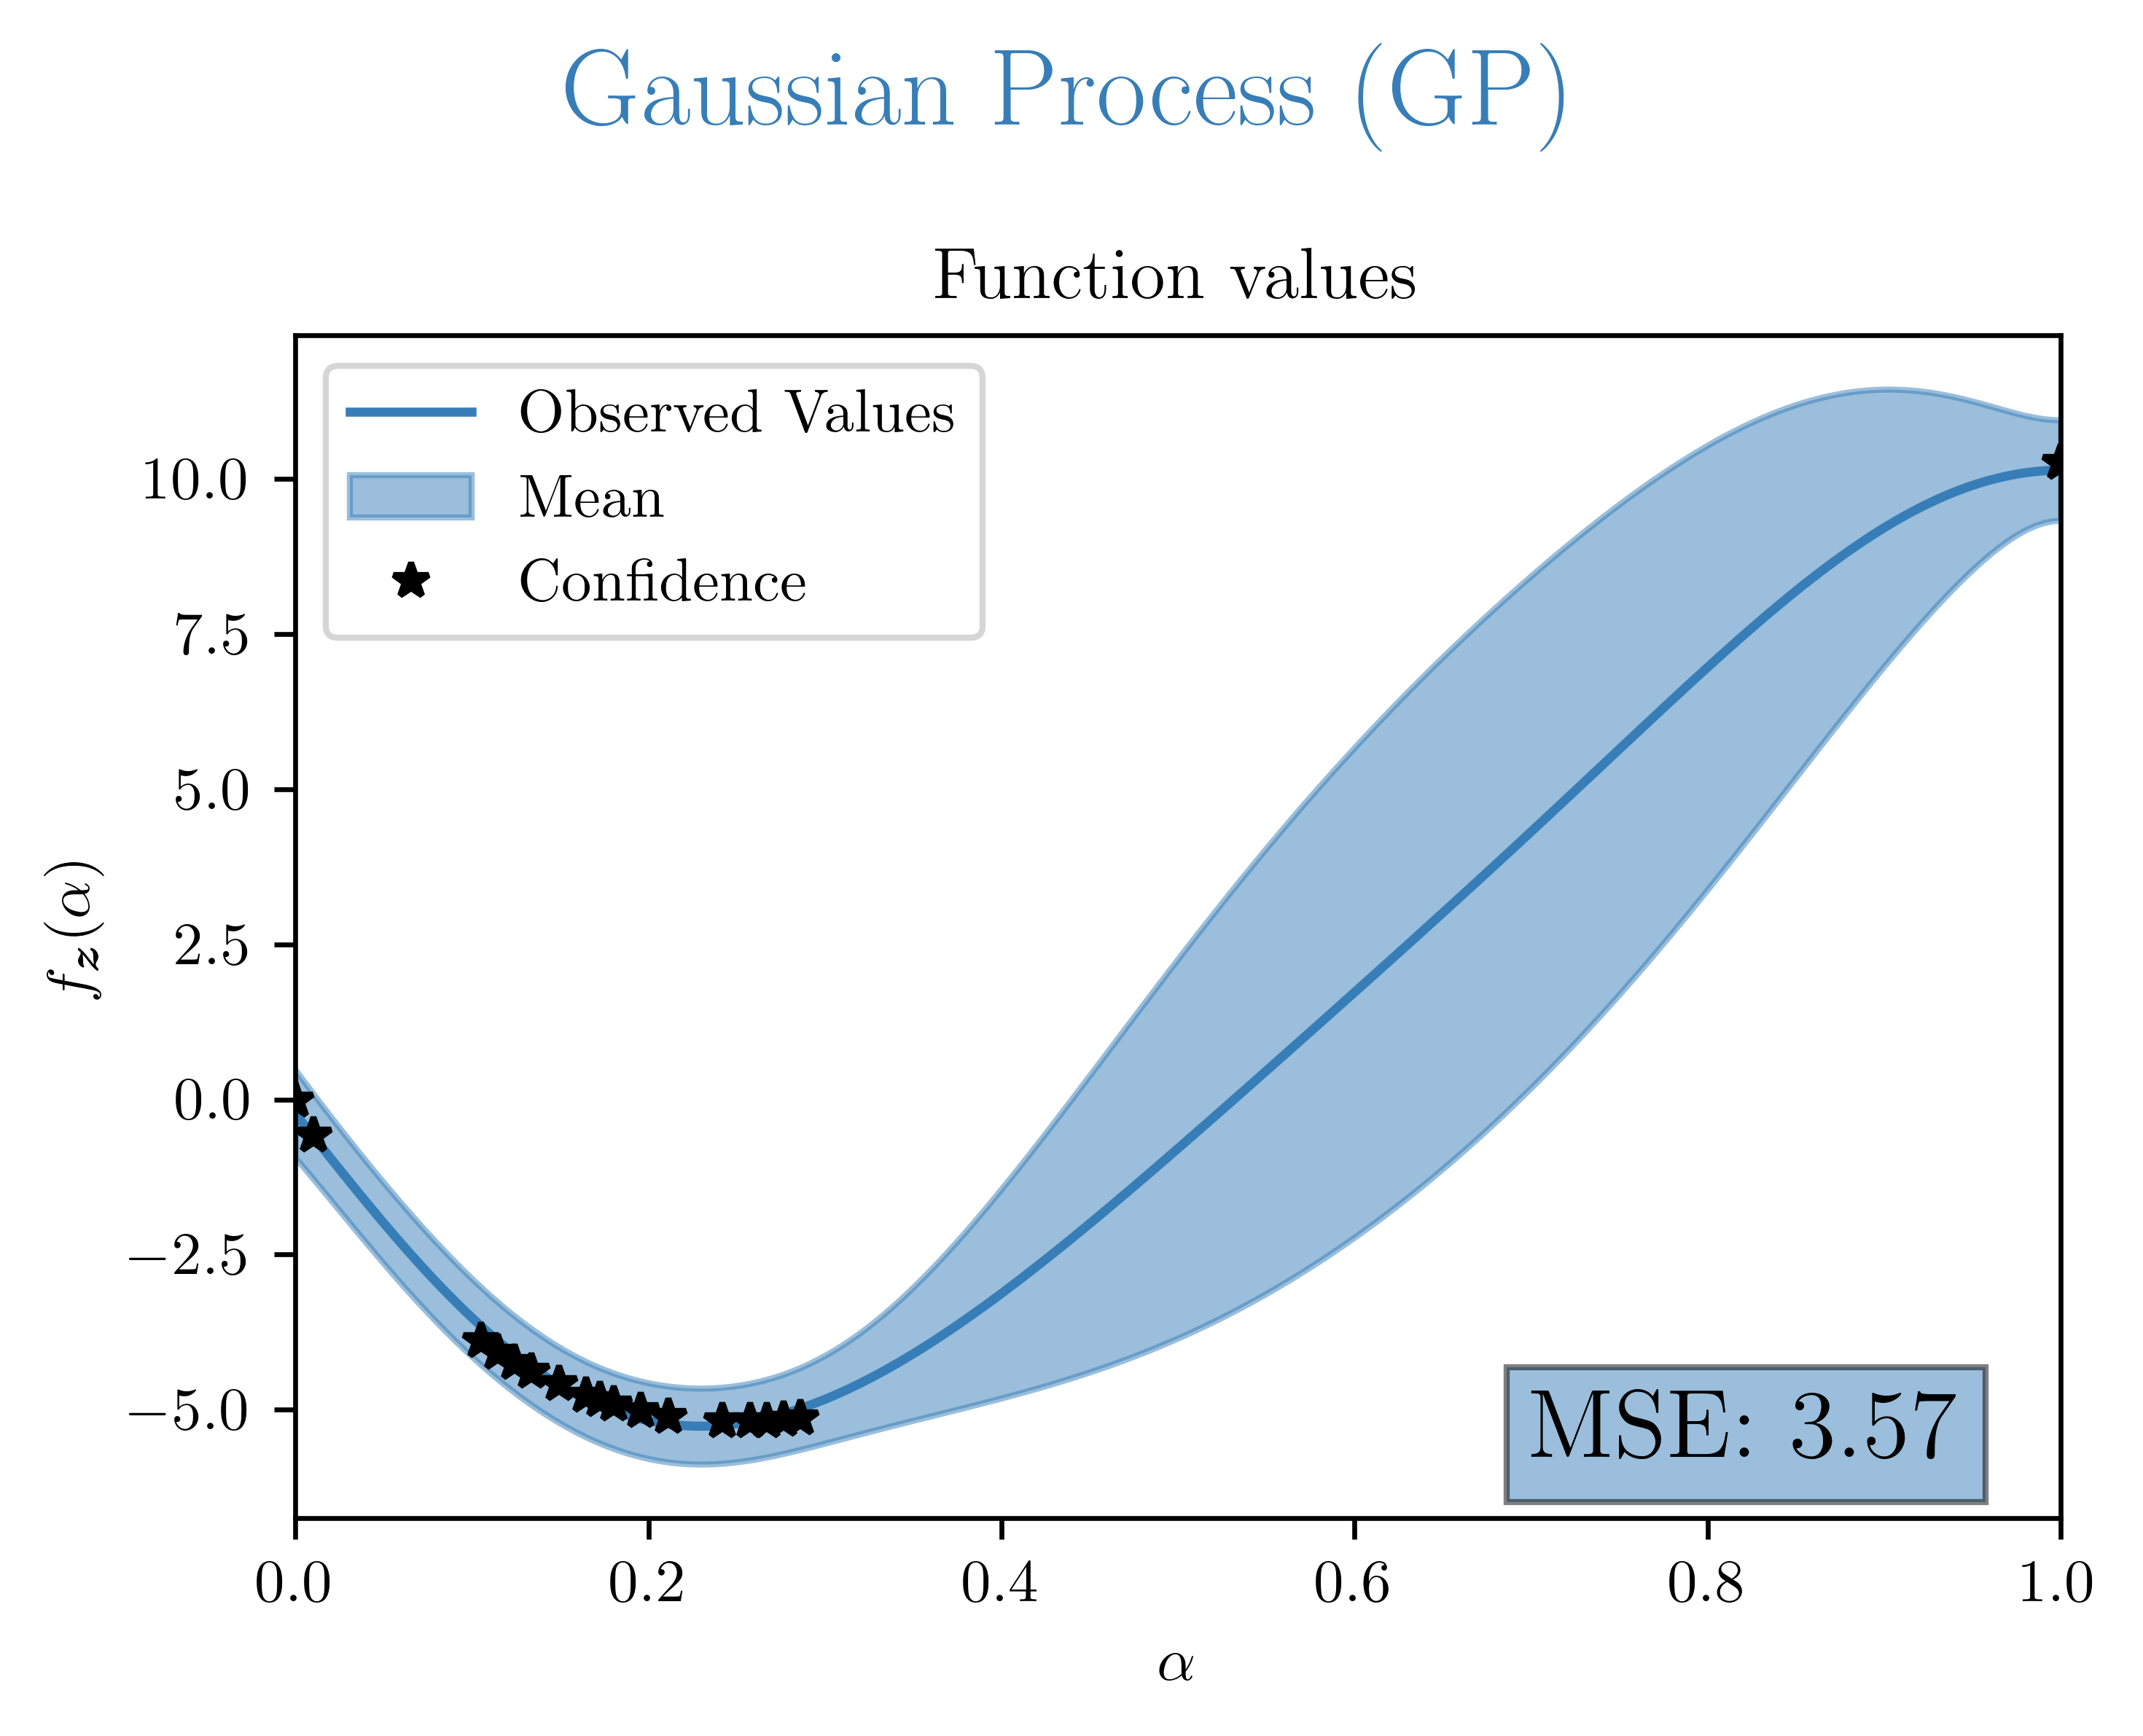 Gaussian Process (GP)
Function values
Observed Values
Mean
Confidence
10.0
7.5
5.0
2.5
0.0
−2.5
−5.0
f_z(α)
MSE: 3.57
0.0 0.2 0.4 0.6 0.8 1.0
α